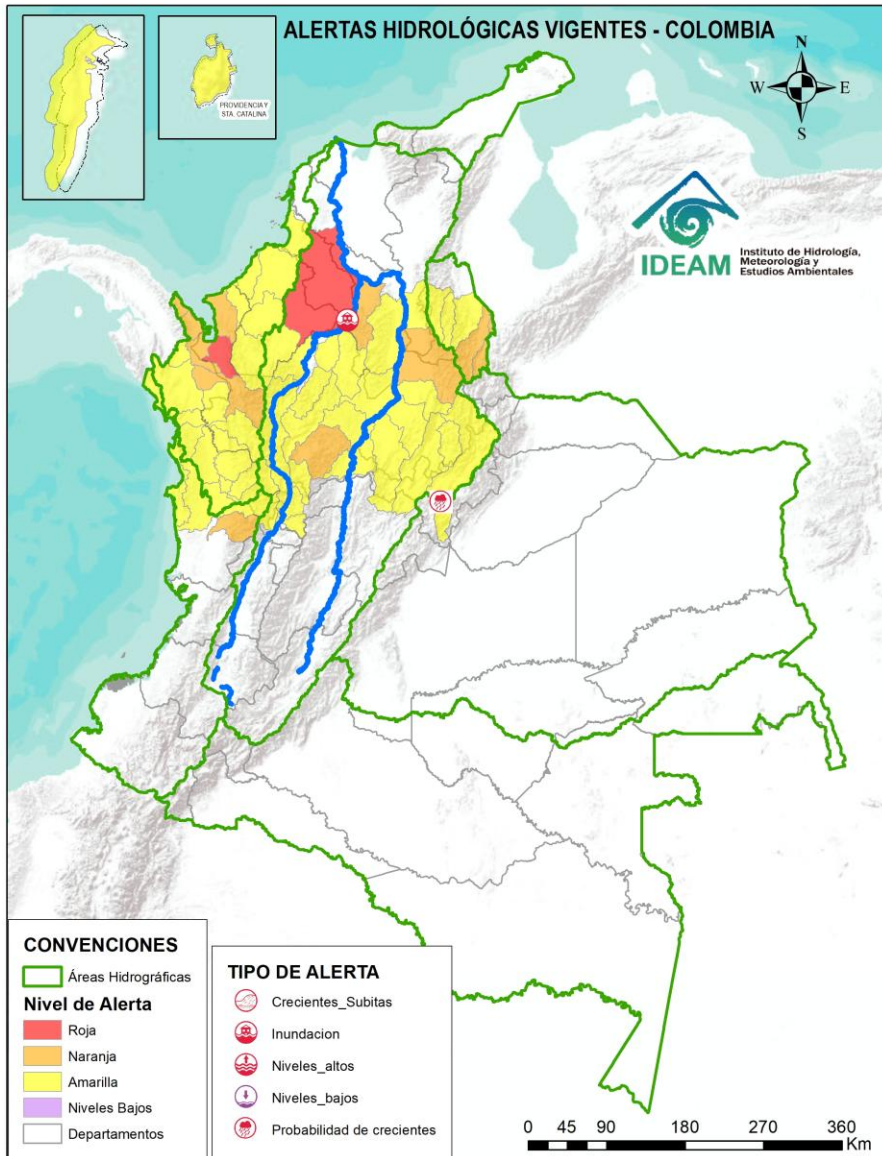 ALERTAS HIDROLÓGICAS VIGENTES - COLOMBIA
PROVIDENCIA Y
STA. CATALINA
N
W E
S
IDEAM
Instituto de Hidrología,
Meteorología y
Estudios Ambientales
CONVENCIONES
Áreas Hidrográficas
Nivel de Alerta
Roja
Naranja
Amarilla
Niveles Bajos
Departamentos
TIPO DE ALERTA
Crecientes_Subitas
Inundacion
Niveles_altos
Niveles_bajos
Probabilidad de crecientes
0 45 90 180 270 360
Km